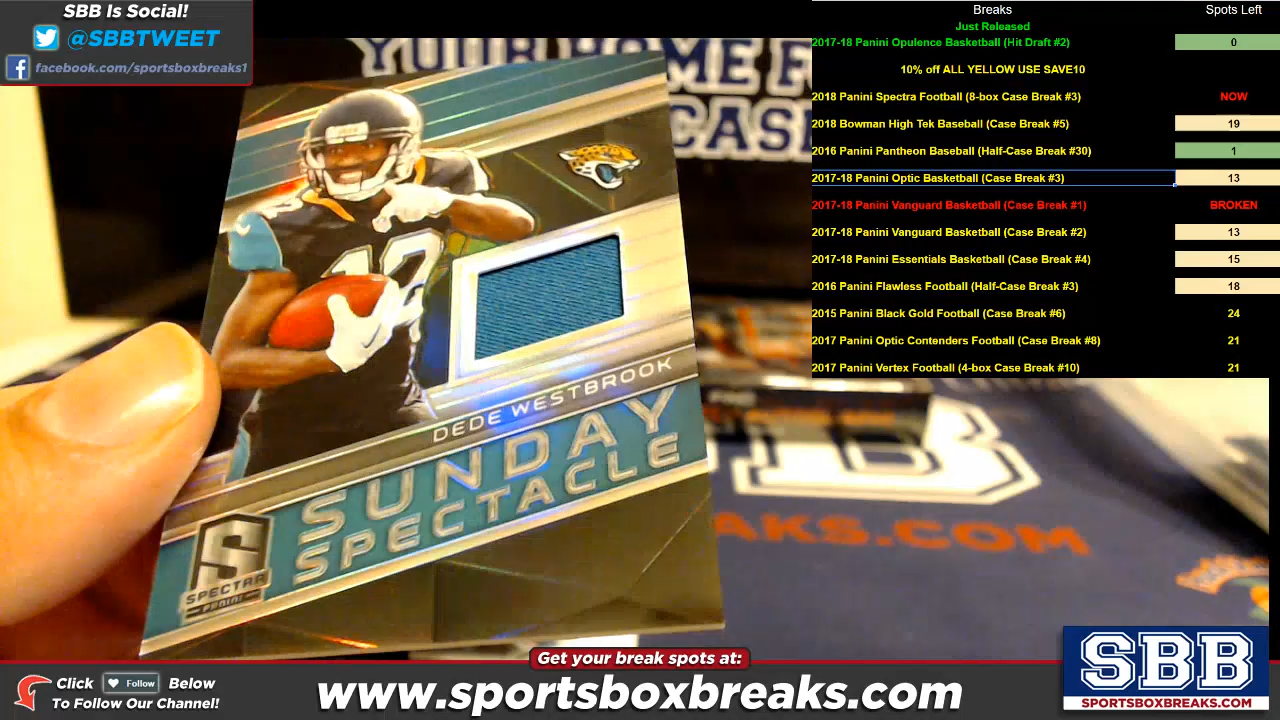 SBB Is Social!
@SBBTWEET
facebook.com/sportsboxbreaks1
YOUR HOME F
CASE
Breaks Spots Left
Just Released
2017-18 Panini Opulence Basketball (Hit Draft #2) 0
10% off ALL YELLOW USE SAVE10
2018 Panini Spectra Football (8-box Case Break #3) NOW
2018 Bowman High Tek Baseball (Case Break #5) 19
2016 Panini Pantheon Baseball (Half-Case Break #30) 1
2017-18 Panini Optic Basketball (Case Break #3) 13
2017-18 Panini Vanguard Basketball (Case Break #1) BROKEN
2017-18 Panini Vanguard Basketball (Case Break #2) 13
2017-18 Panini Essentials Basketball (Case Break #4) 15
2016 Panini Flawless Football (Half-Case Break #3) 18
2015 Panini Black Gold Football (Case Break #6) 24
2017 Panini Optic Contenders Football (Case Break #8) 21
2017 Panini Vertex Football (4-box Case Break #10) 21
12
DEDE WESTBROOK
SUNDAY
SPECTACLE
S
SPECTRA
PANINI
B
AKS.COM
Get your break spots at:
Click Follow Below
To Follow Our Channel!
www.sportsboxbreaks.com
SBB
SPORTSBOXBREAKS.COM